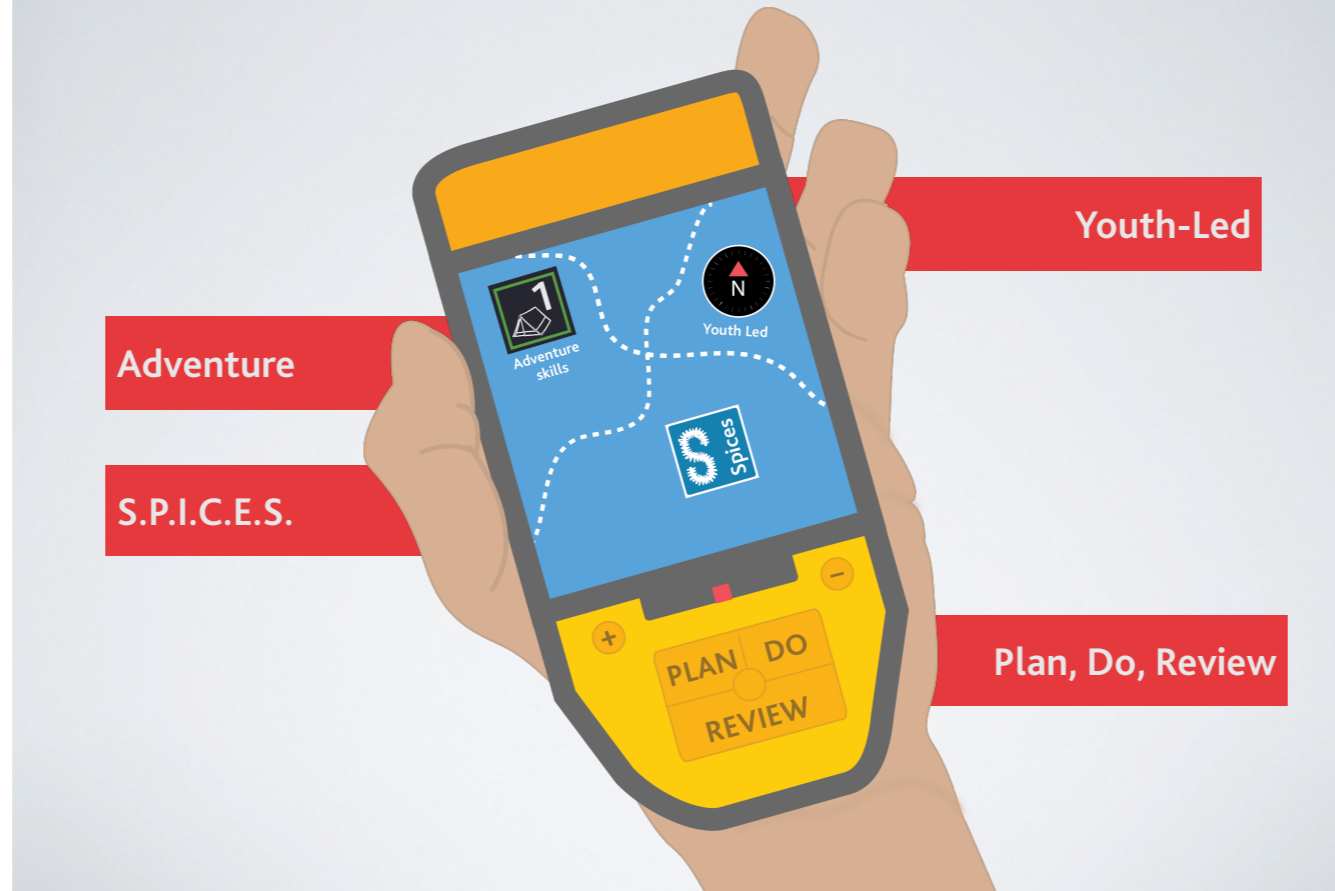 Youth-Led
Adventure
S.P.I.C.E.S.
Plan, Do, Review
1
Adventure
skills
N
Youth Led
S
Spices
+
−
PLAN
DO
REVIEW